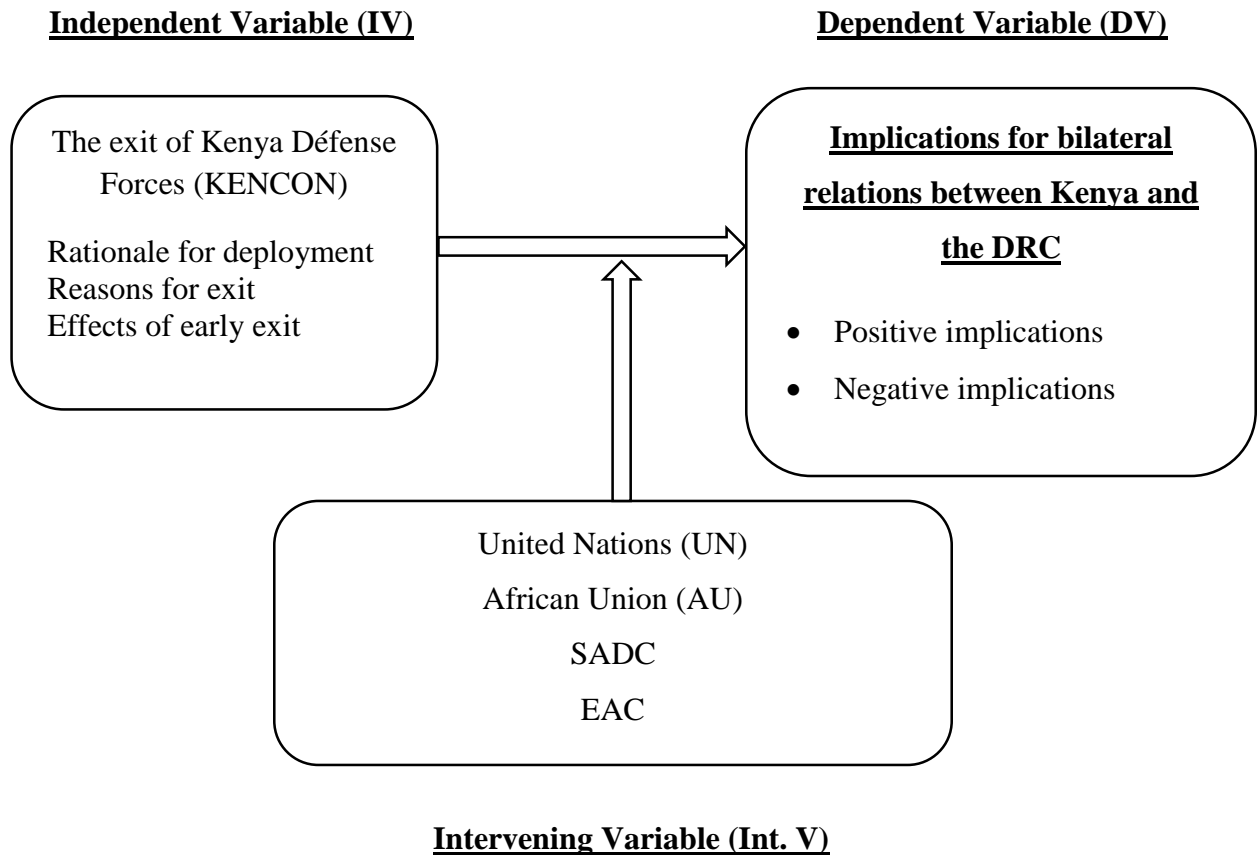 Independent Variable (IV)
Dependent Variable (DV)
The exit of Kenya Défense
Forces (KENCON)
Rationale for deployment
Reasons for exit
Effects of early exit
Implications for bilateral
relations between Kenya and
the DRC
• Positive implications
• Negative implications
United Nations (UN)
African Union (AU)
SADC
EAC
Intervening Variable (Int. V)